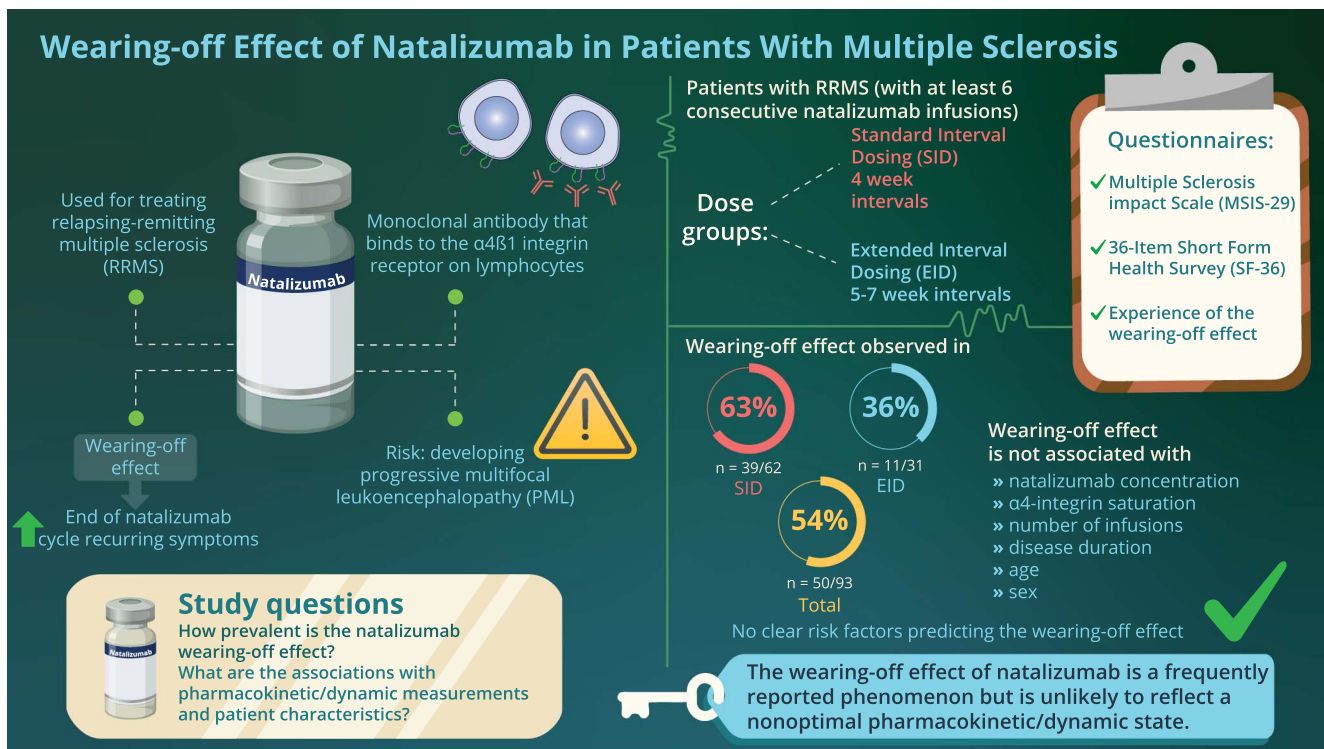 Wearing-off Effect of Natalizumab in Patients With Multiple Sclerosis
Used for treating
relapsing-remitting
multiple sclerosis
(RRMS)
Natalizumab
Monoclonal antibody that
binds to the α4ß1 integrin
receptor on lymphocytes
Wearing-off
effect
End of natalizumab
cycle recurring symptoms
Risk: developing
progressive multifocal
leukoencephalopathy (PML)
Study questions
Natalizumab
How prevalent is the natalizumab
wearing-off effect?
What are the associations with
pharmacokinetic/dynamic measurements
and patient characteristics?
Patients with RRMS (with at least 6
consecutive natalizumab infusions)
Dose
groups:
Standard Interval
Dosing (SID)
4 week
intervals
Extended Interval
Dosing (EID)
5-7 week intervals
Questionnaires:
Multiple Sclerosis
impact Scale (MSIS-29)
36-Item Short Form
Health Survey (SF-36)
Experience of the
wearing-off effect
Wearing-off effect observed in
63%
n = 39/62
SID
36%
n = 11/31
EID
54%
n = 50/93
Total
Wearing-off effect
is not associated with
» natalizumab concentration
» α4-integrin saturation
» number of infusions
» disease duration
» age
» sex
No clear risk factors predicting the wearing-off effect
The wearing-off effect of natalizumab is a frequently
reported phenomenon but is unlikely to reflect a
nonoptimal pharmacokinetic/dynamic state.